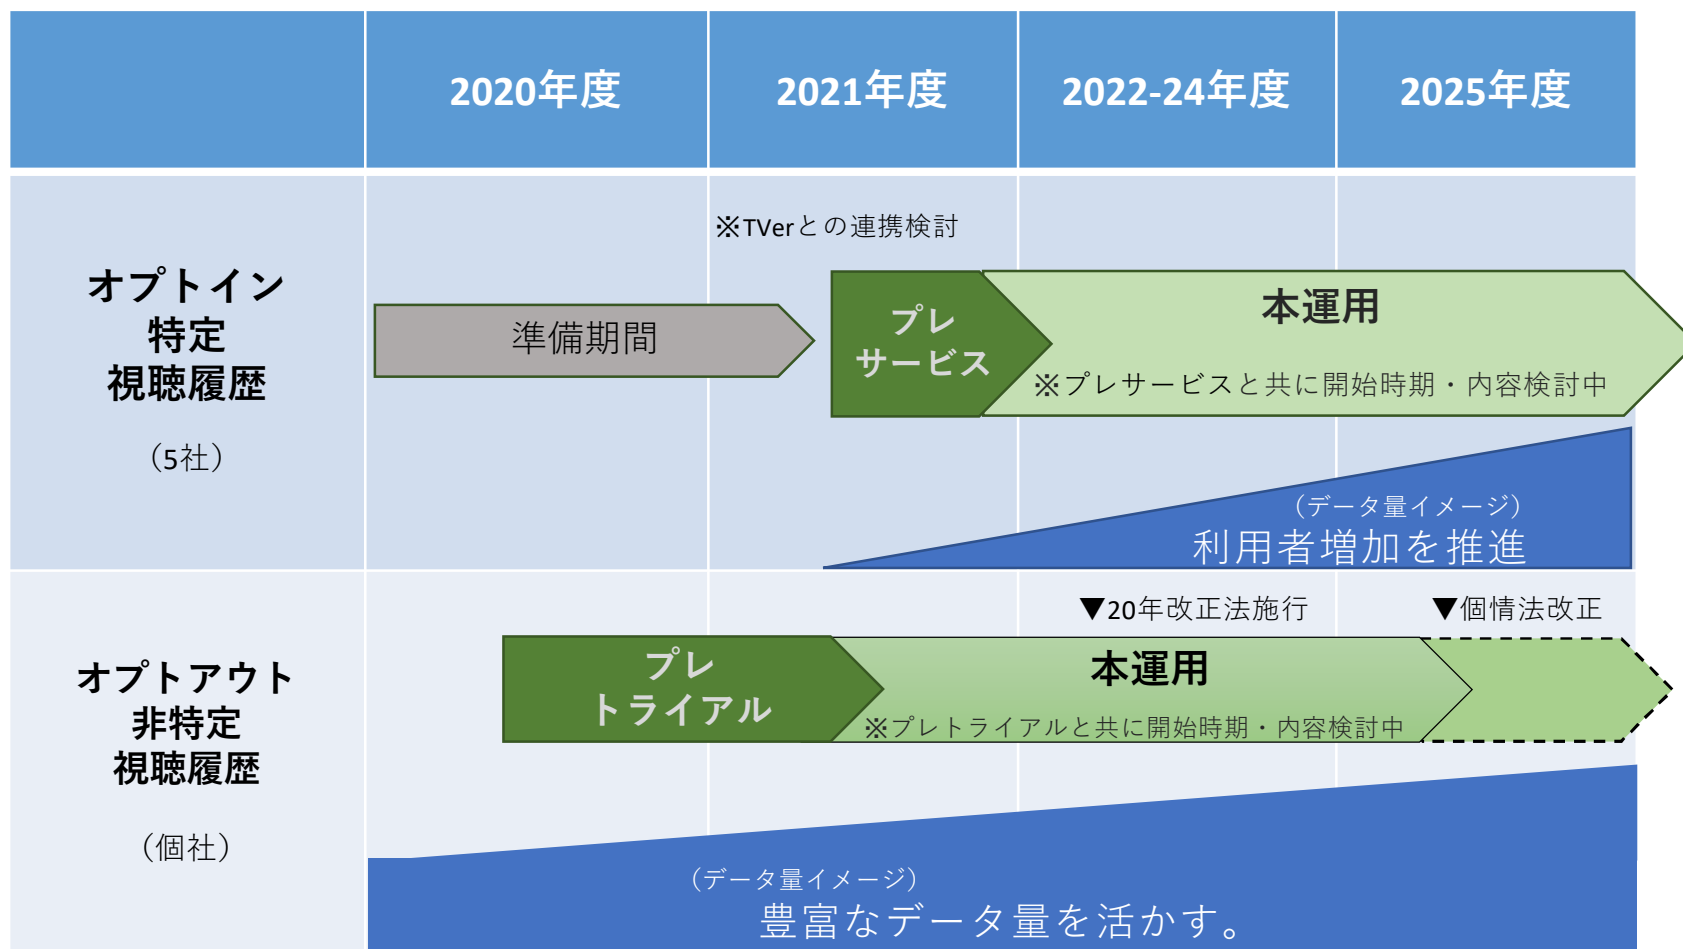 2020年度
2021年度
2022-24年度
2025年度
オプトイン
特定
視聴履歴
（5社）
※TVerとの連携検討
準備期間
プレ
サービス
本運用
※プレサービスと共に開始時期・内容検討中
（データ量イメージ）
利用者増加を推進
オプトアウト
非特定
視聴履歴
（個社）
▼20年改正法施行
▼個情法改正
プレ
トライアル
本運用
※プレトライアルと共に開始時期・内容検討中
（データ量イメージ）
豊富なデータ量を活かす。